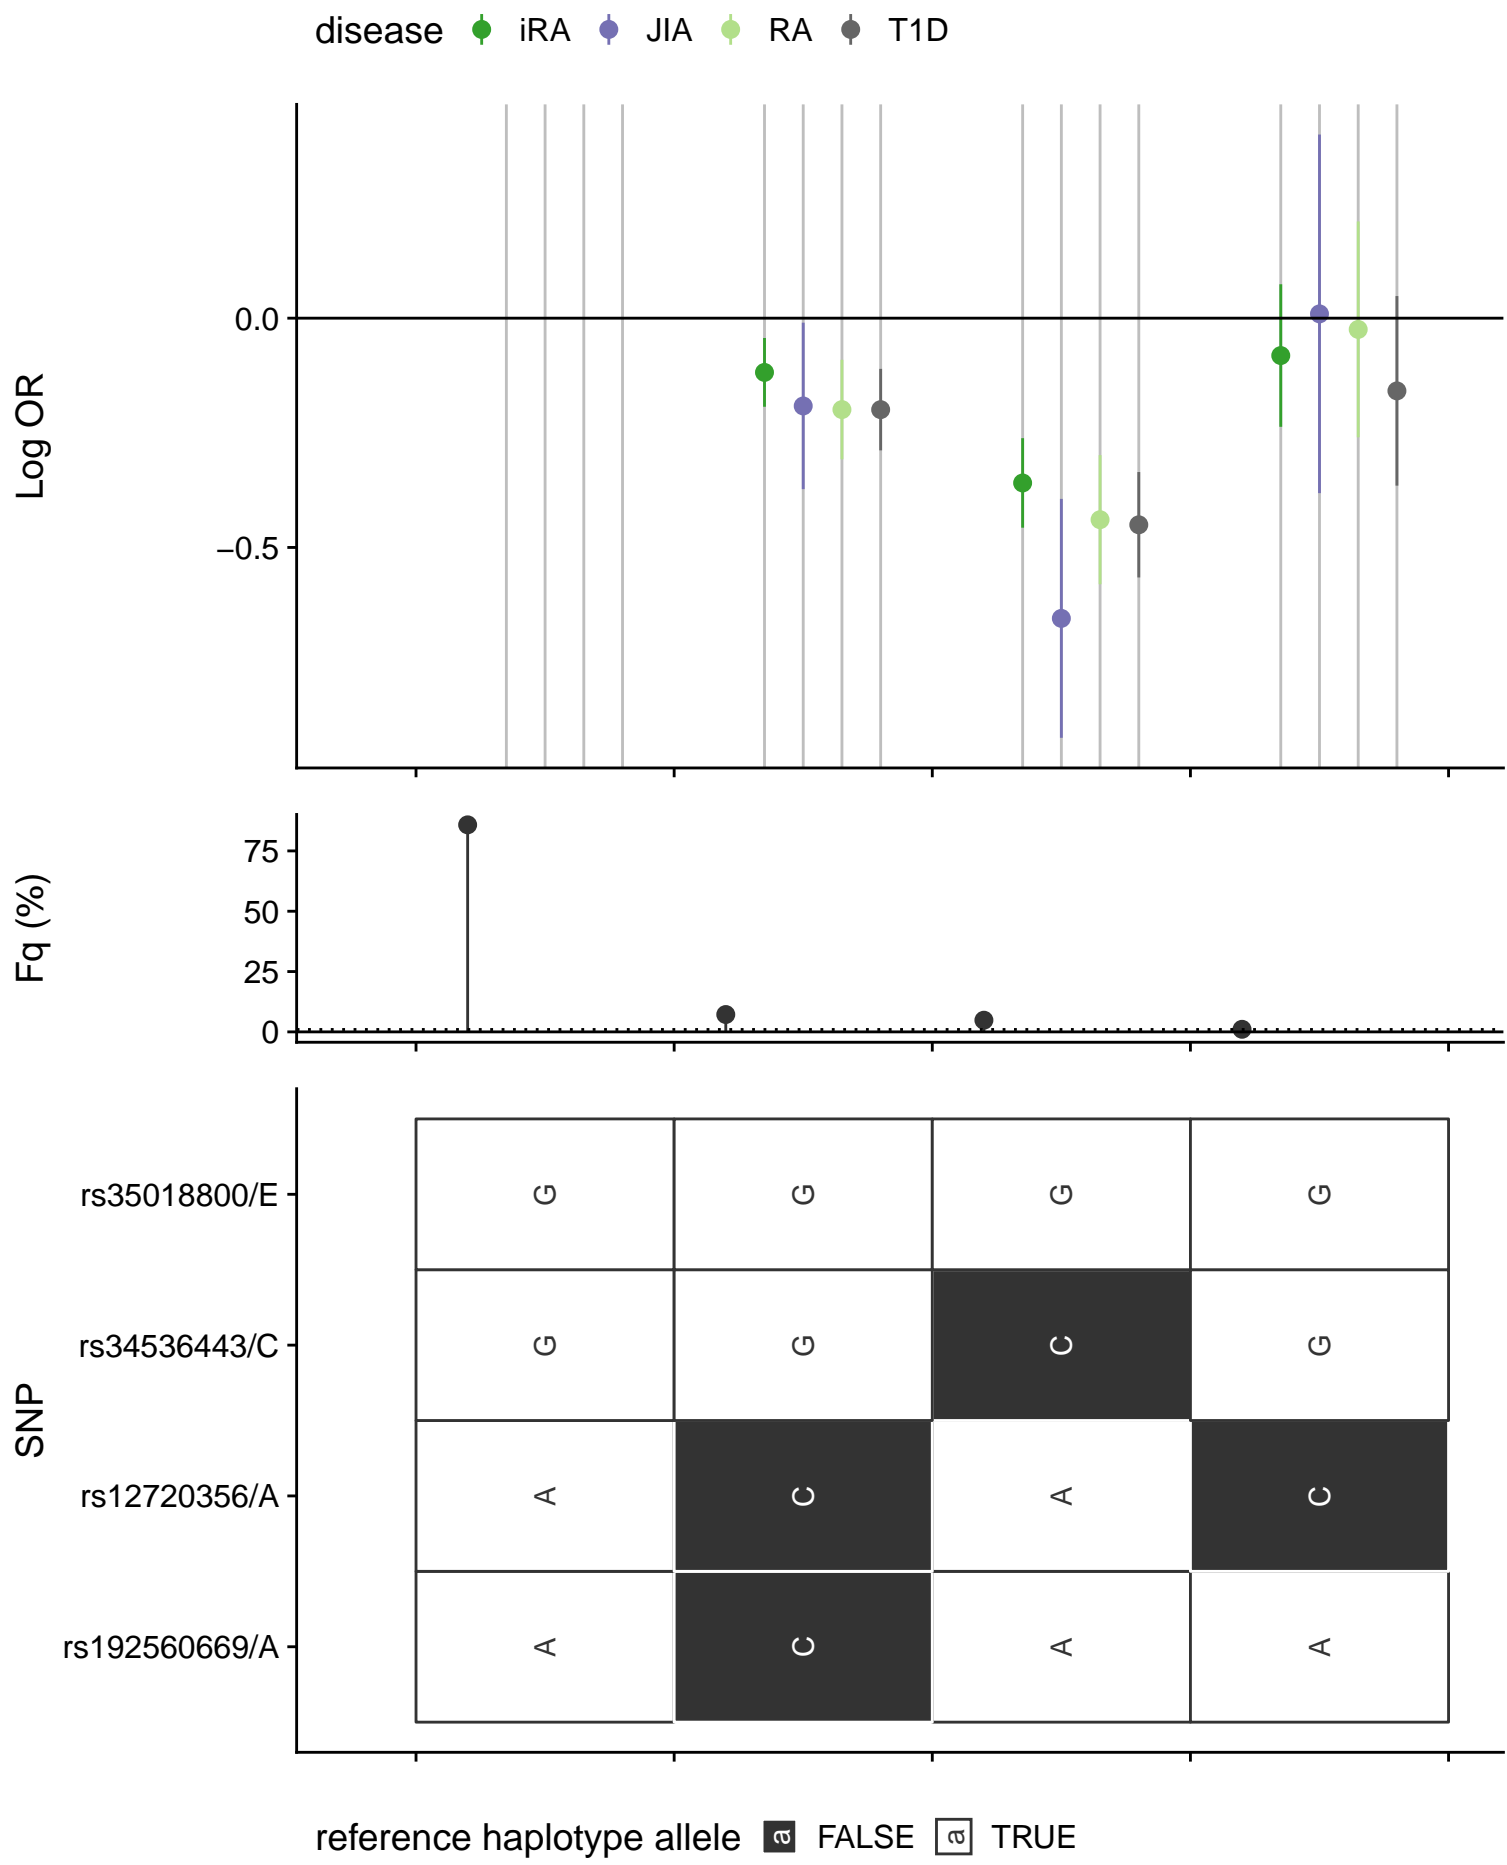 disease iRA JIA RA T1D
Log OR
0.0
−0.5
Fq (%)
75
50
25
0
SNP
rs35018800/E G G G G
rs34536443/C G G C G
rs12720356/A A C A C
rs192560669/A A C A A
reference haplotype allele a FALSE a TRUE